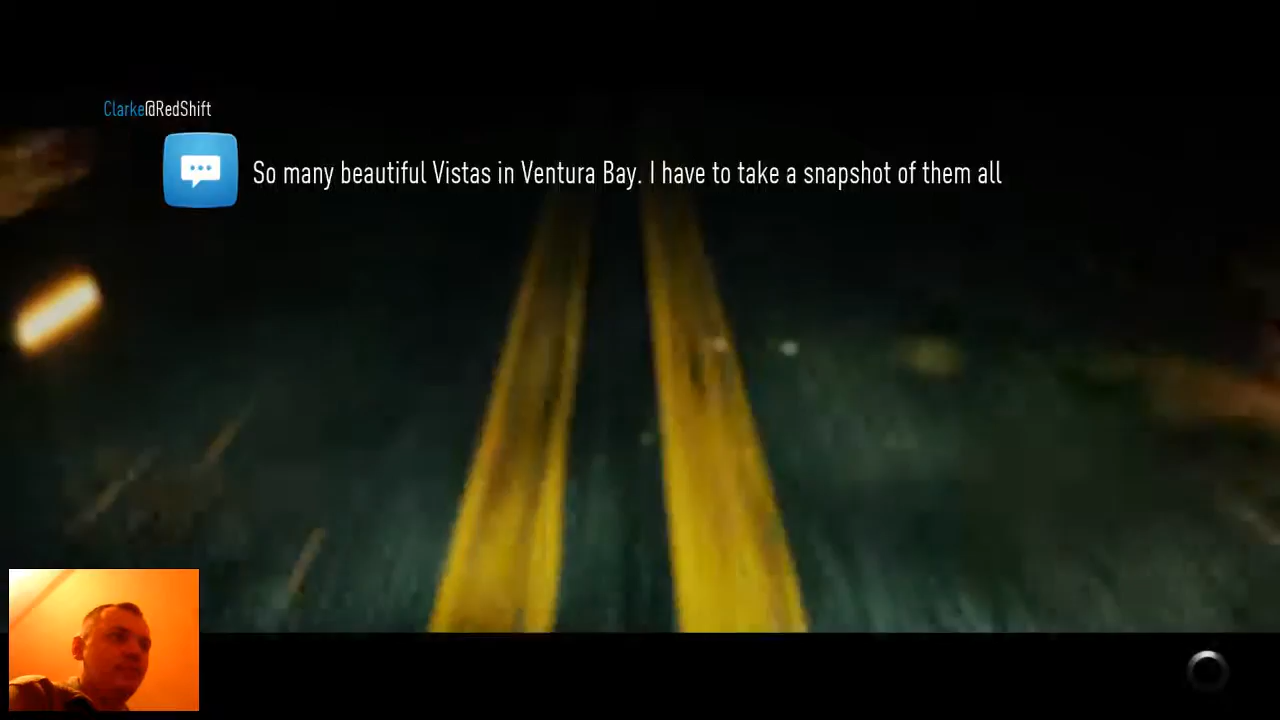 Clarke@RedShift
So many beautiful Vistas in Ventura Bay. I have to take a snapshot of them all